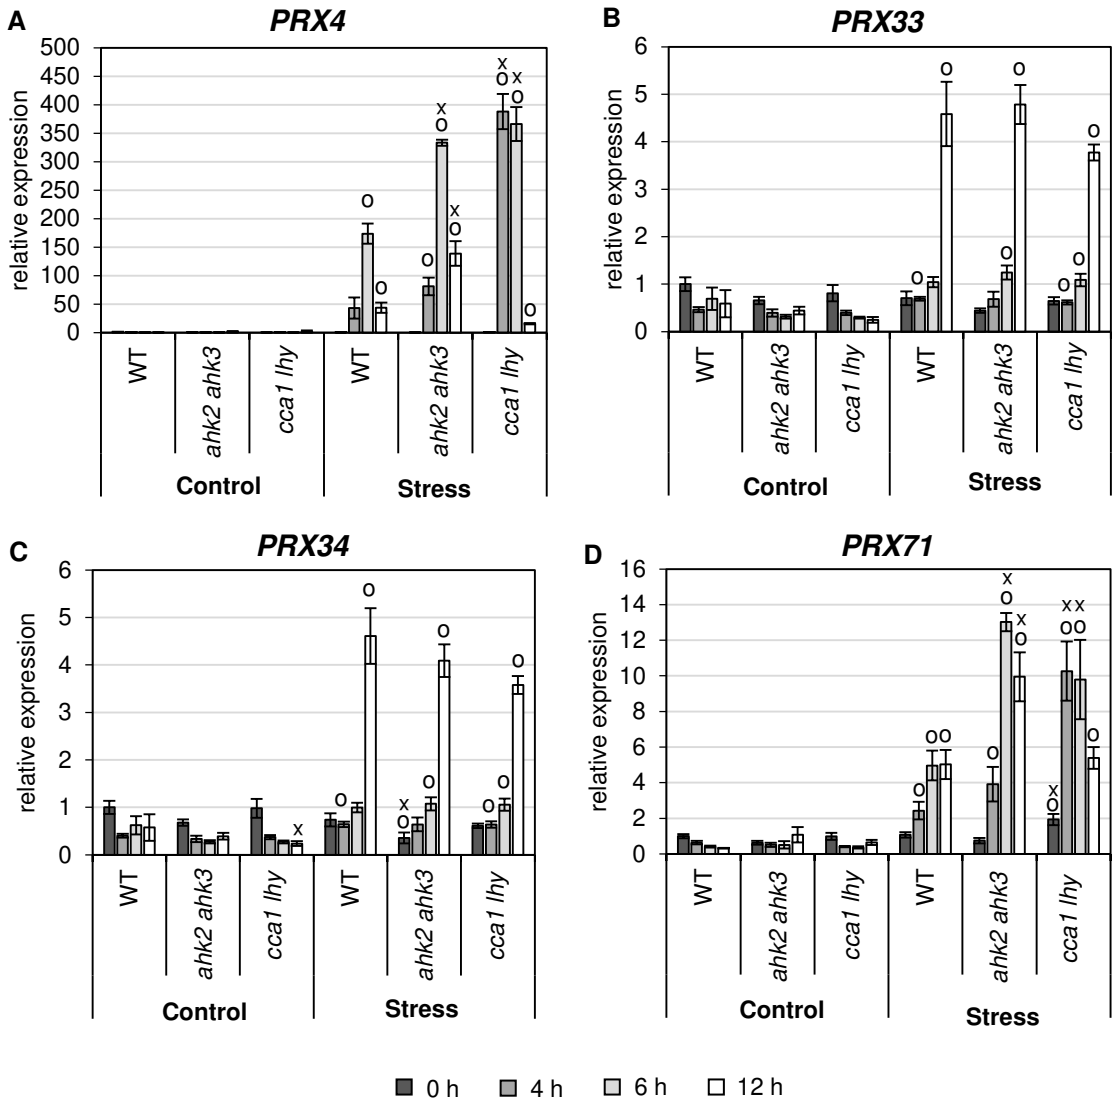 A
PRX4
relative expression
500
450
400
350
300
250
200
150
100
50
0
o
o
o
x
o
x
o
x
o
x
o
o
WT
ahk2 ahk3
cca1 lhy
WT
ahk2 ahk3
cca1 lhy
Control
Stress
B
PRX33
relative expression
6
5
4
3
2
1
0
o
o
o
o
o
o
o
WT
ahk2 ahk3
cca1 lhy
WT
ahk2 ahk3
cca1 lhy
Control
Stress
C
PRX34
relative expression
6
5
4
3
2
1
0
x
o
o
x
o
o
o
o
o
o
WT
ahk2 ahk3
cca1 lhy
WT
ahk2 ahk3
cca1 lhy
Control
Stress
D
PRX71
relative expression
16
14
12
10
8
6
4
2
0
o
o o
o
x
o
x
o
x
o
x x
o o
o
WT
ahk2 ahk3
cca1 lhy
WT
ahk2 ahk3
cca1 lhy
Control
Stress
0 h 4 h 6 h 12 h